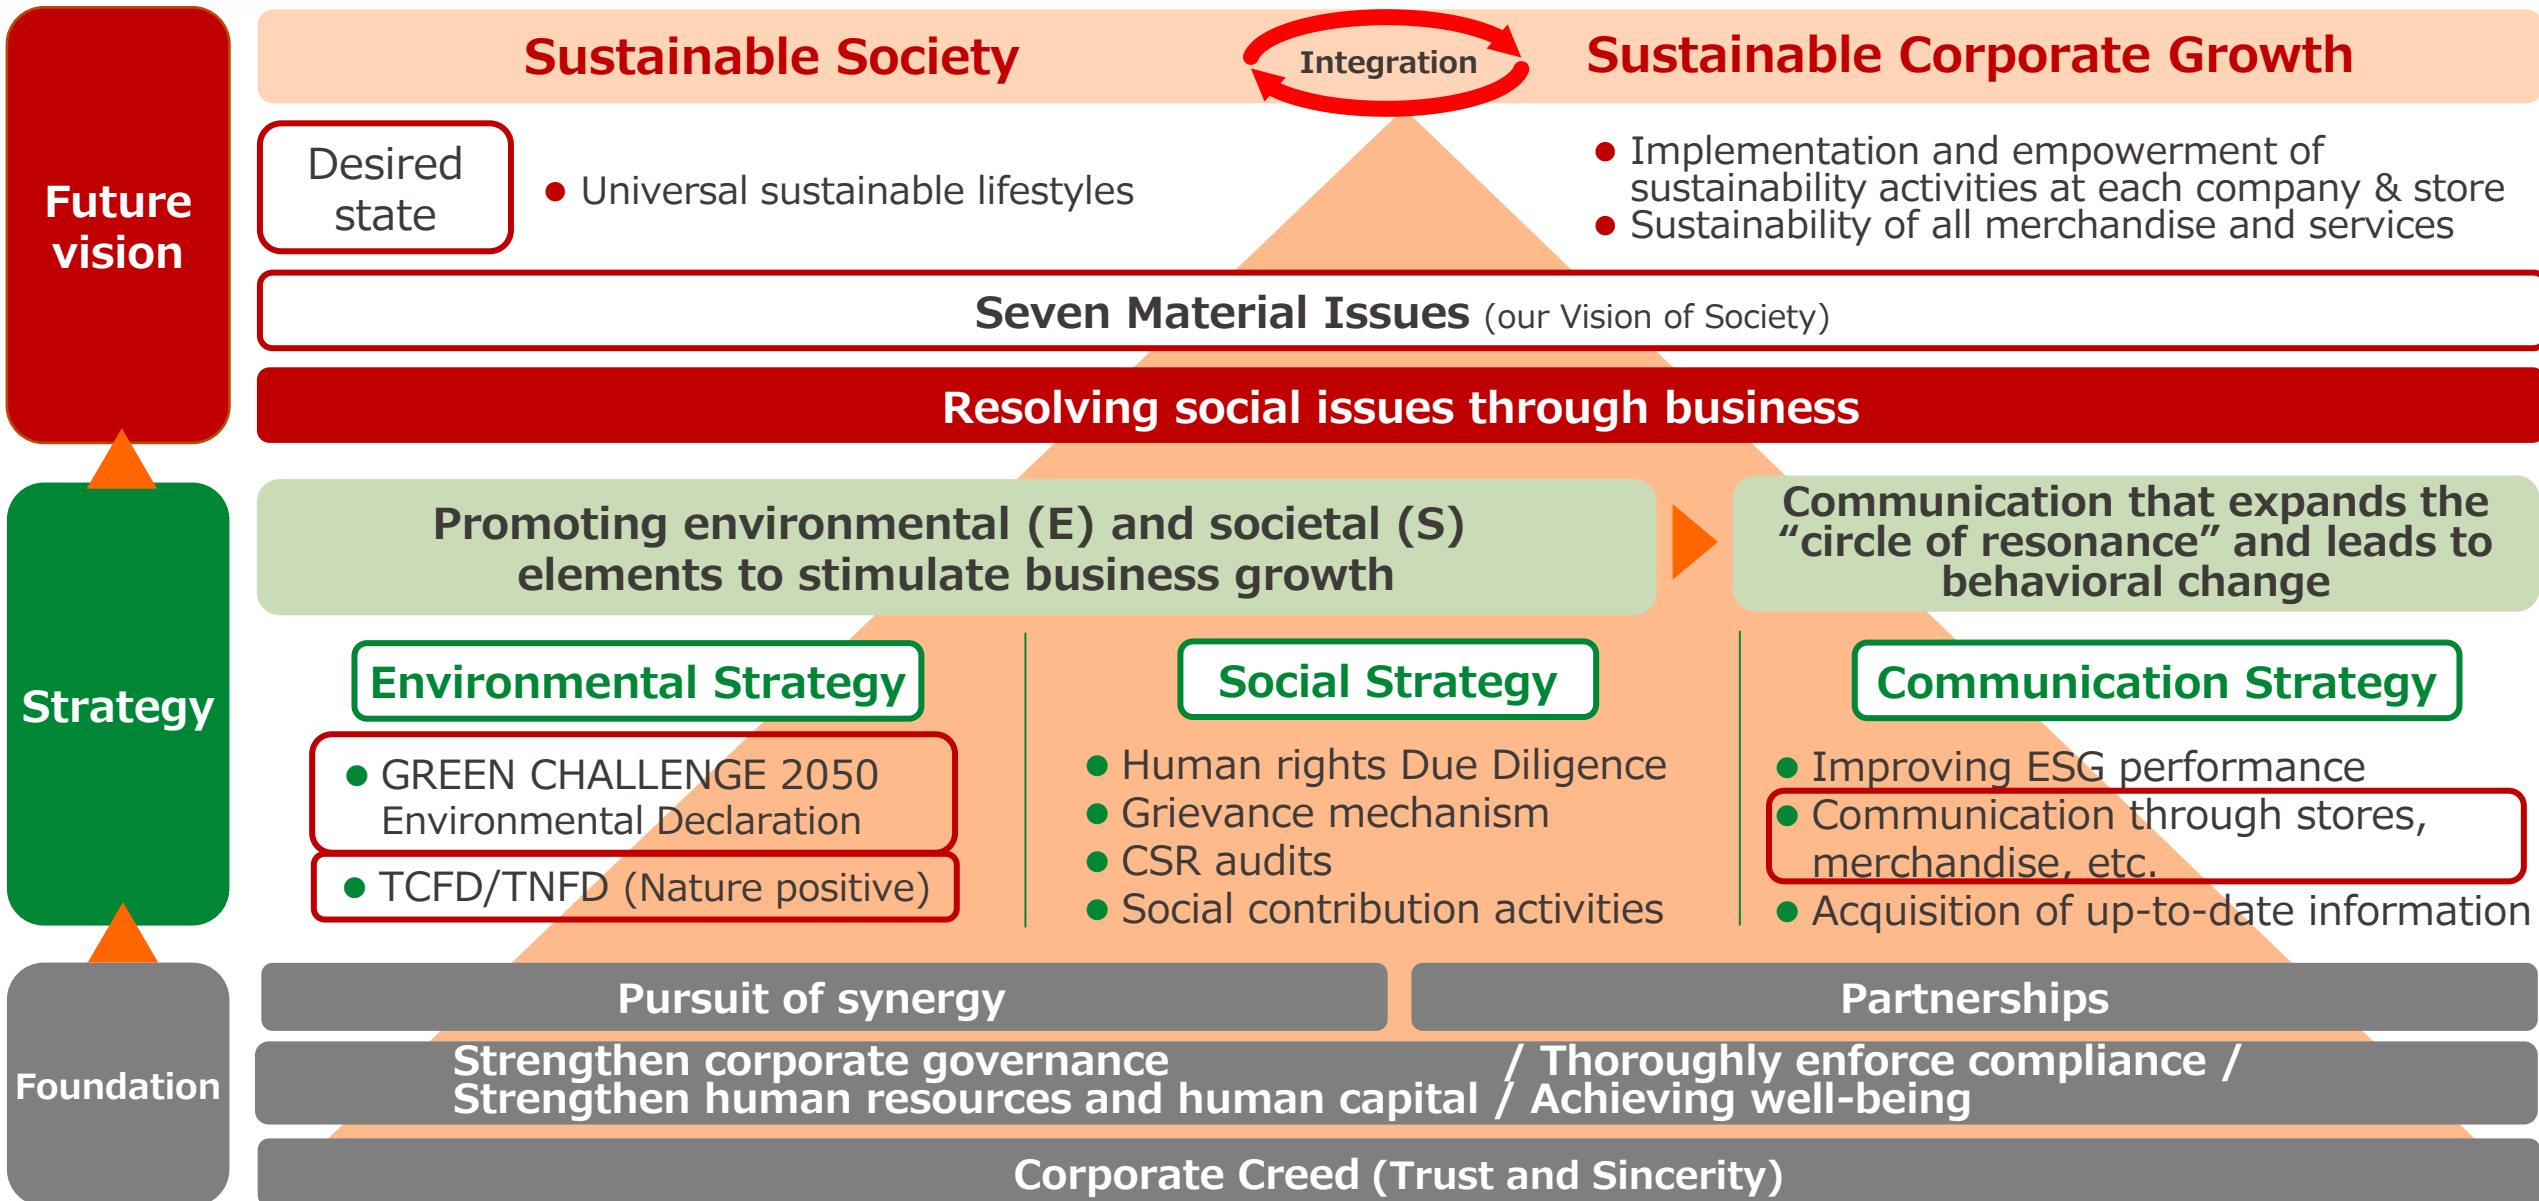 Future
vision
Sustainable Society
Integration
Sustainable Corporate Growth
Desired
state
● Universal sustainable lifestyles
● Implementation and empowerment of
sustainability activities at each company & store
● Sustainability of all merchandise and services
Seven Material Issues (our Vision of Society)
Resolving social issues through business
Strategy
Promoting environmental (E) and societal (S)
elements to stimulate business growth
Communication that expands the
“circle of resonance” and leads to
behavioral change
Environmental Strategy
● GREEN CHALLENGE 2050
Environmental Declaration
● TCFD/TNFD (Nature positive)
Social Strategy
● Human rights Due Diligence
● Grievance mechanism
● CSR audits
● Social contribution activities
Communication Strategy
● Improving ESG performance
● Communication through stores,
merchandise, etc.
● Acquisition of up-to-date information
Foundation
Pursuit of synergy
Partnerships
Strengthen corporate governance / Thoroughly enforce compliance /
Strengthen human resources and human capital / Achieving well-being
Corporate Creed (Trust and Sincerity)